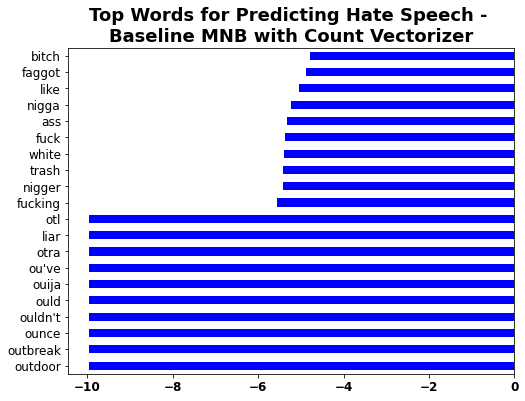 Top Words for Predicting Hate Speech -
Baseline MNB with Count Vectorizer
bitch
faggot
like
nigga
ass
fuck
white
trash
nigger
fucking
otl
liar
otra
ou've
ouija
ould
ouldn't
ounce
outbreak
outdoor
−10 −8 −6 −4 −2 0